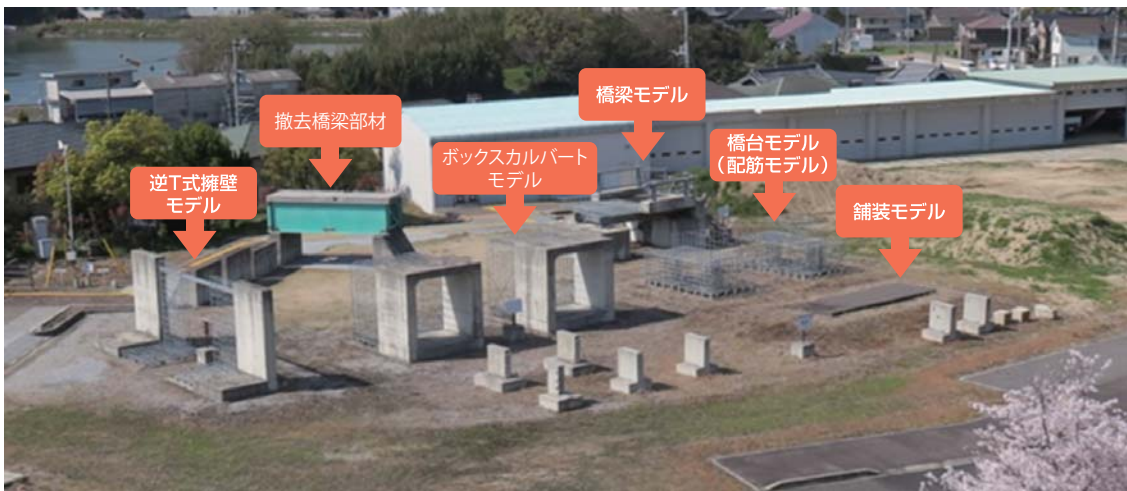 橋梁モデル
撤去橋梁部材
橋台モデル
（配筋モデル）
ボックスカルバート
モデル
逆T式擁壁
モデル
舗装モデル